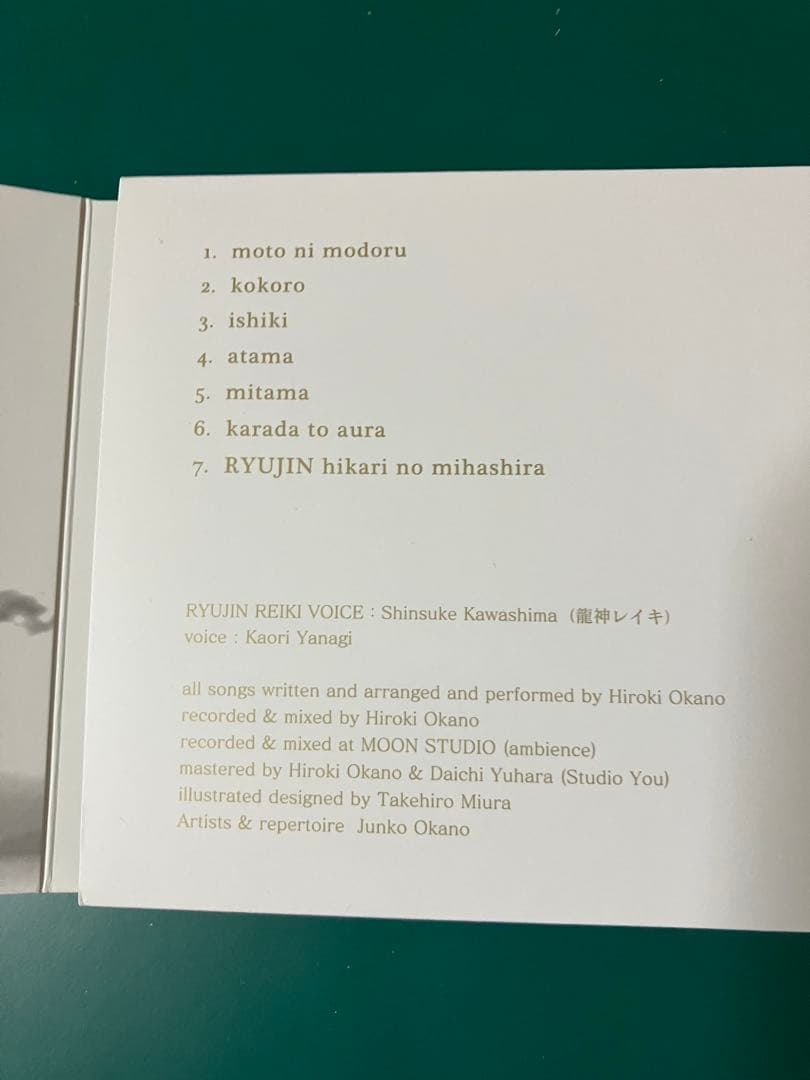 1. moto ni modoru
2. kokoro
3. ishiki
4. atama
5. mitama
6. karada to aura
7. RYUJIN hikari no mihashira
RYUJIN REIKI VOICE : Shinsuke Kawashima (龍神レイキ)
voice : Kaori Yanagi
all songs written and arranged and performed by Hiroki Okano
recorded & mixed by Hiroki Okano
recorded & mixed at MOON STUDIO (ambience)
mastered by Hiroki Okano & Daichi Yuhara (Studio You)
illustrated designed by Takehiro Miura
Artists & repertoire Junko Okano